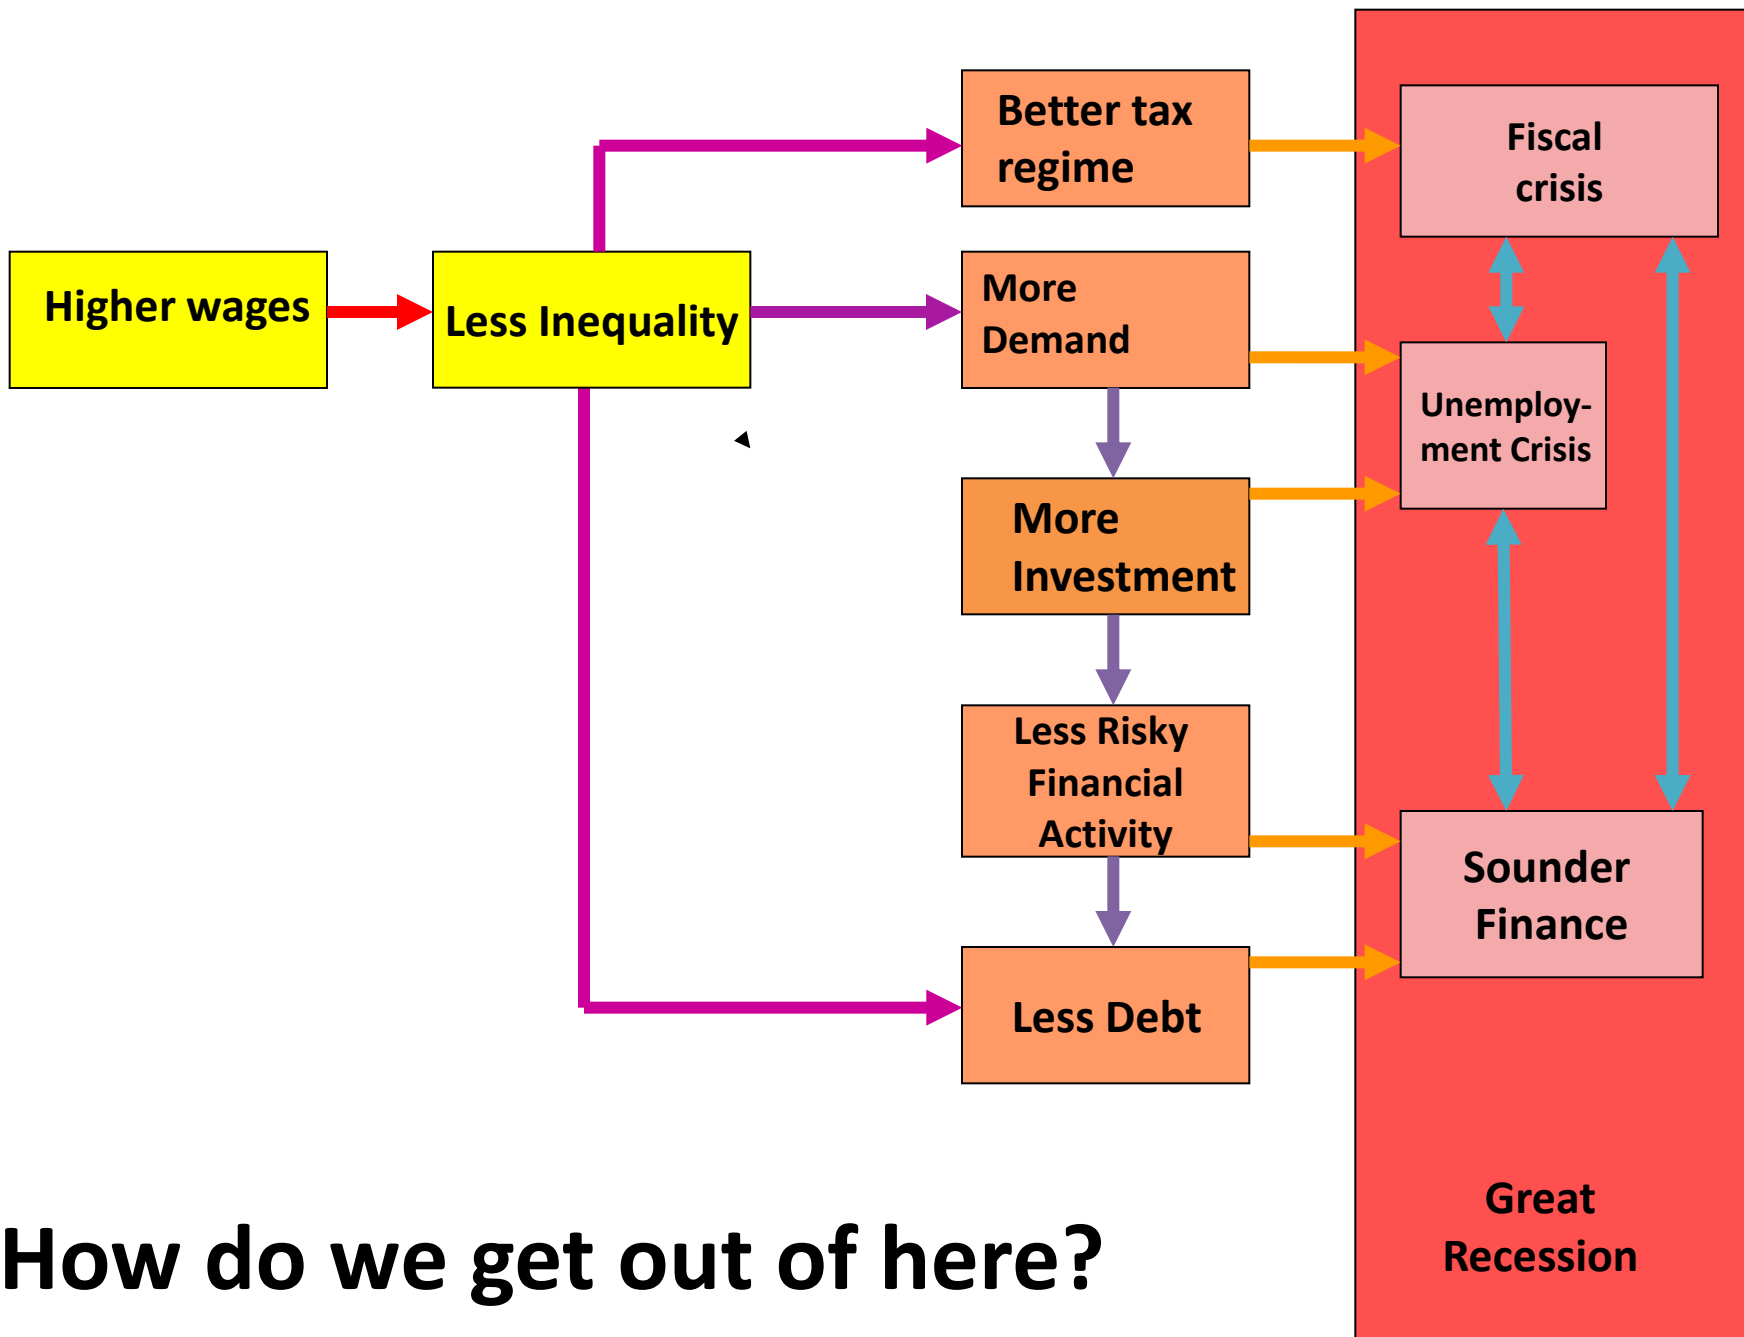 Better tax
regime
Fiscal
crisis
Higher wages
Less Inequality
More
Demand
Unemploy-
ment Crisis
More
Investment
Less Risky
Financial
Activity
Sounder
Finance
Less Debt
Great
Recession
How do we get out of here?